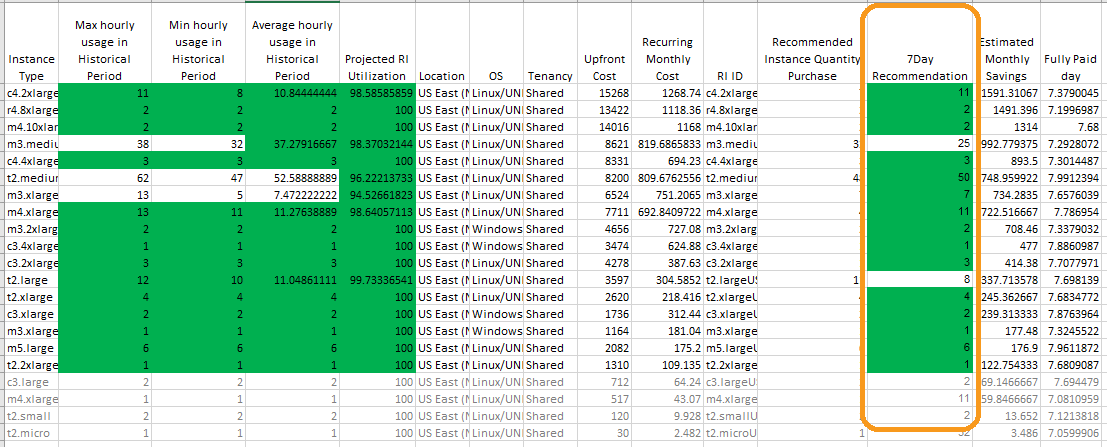 Max hourly Min hourly Average hourly
usage in usage in usage in Recurring Recommended Estimated
Instance Historical Historical Historical Projected RI Upfront Monthly Instance Quantity 7Day Monthly Fully Paid
Type Period Period Period Utilization Location OS Tenancy Cost Cost RI ID Purchase Recommendation Savings day
c4.2xlarge 11 8 10.84444444 98.58585859 US East (N Linux/UNI Shared 15268 1268.74 c4.2xlarge 11 1591.31067 7.3790045
r4.8xlarge 2 2 2 100 US East (N Linux/UNI Shared 13422 1118.36 r4.8xlarge 2 1491.396 7.1996987
m4.10xlar 2 2 2 100 US East (N Linux/UNI Shared 14016 1168 m4.10xlar 2 1314 7.68
m3.mediu 38 32 37.27916667 98.37032144 US East (N Linux/UNI Shared 8621 819.6865833 m3.medi 3 25 992.779375 7.2928072
c4.4xlarge 3 3 3 100 US East (N Linux/UNI Shared 8331 694.23 c4.4xlarge 3 893.5 7.3014487
t2.medium 62 47 52.58888889 96.22213733 US East (N Linux/UNI Shared 8200 809.6762556 t2.medium 4 50 748.959922 7.9912394
m3.xlarge 13 5 7.472222222 94.52661823 US East (N Linux/UNI Shared 6524 751.2065 m3.xlarge 7 734.2835 7.6576039
m4.xlarge 13 11 11.27638889 98.64057113 US East (N Linux/UNI Shared 7711 692.8409722 m4.xlarge 11 722.516667 7.786954
m3.2xlarg 2 2 2 100 US East (N Windows Shared 4656 727.08 m3.2xlarg 2 708.46 7.3379032
c3.4xlarge 1 1 1 100 US East (N Windows Shared 3474 624.88 c3.4xlarge 1 477 7.8860987
c3.2xlarge 3 3 3 100 US East (N Linux/UNI Shared 4278 387.63 c3.2xlarge 3 414.38 7.7077971
t2.large 12 10 11.04861111 99.73336541 US East (N Linux/UNI Shared 3597 304.5852 t2.largeU 1 8 337.713578 7.698139
t2.xlarge 4 4 4 100 US East (N Linux/UNI Shared 2620 218.416 t2.xlargeU 4 245.362667 7.6834772
c3.xlarge 2 2 2 100 US East (N Windows Shared 1736 312.44 c3.xlarge 2 239.313333 7.8763964
m3.xlarge 1 1 1 100 US East (N Windows Shared 1164 181.04 m3.xlarge 1 177.48 7.3245522
m5.large 6 6 6 100 US East (N Linux/UNI Shared 2082 175.2 m5.large 6 176.9 7.9611872
t2.2xlarge 1 1 1 100 US East (N Linux/UNI Shared 1310 109.135 t2.2xlarge 1 122.754333 7.6809087
c3.large 2 2 2 100 US East (N Linux/UNI Shared 712 64.24 c3.largeU 2 69.1466667 7.694479
m4.xlarge 1 1 1 100 US East (N Linux/UNI Shared 517 43.07 m4.xlarge 11 59.8466667 7.0810959
t2.small 2 2 2 100 US East (N Linux/UNI Shared 120 9.928 t2.smallU 2 13.652 7.1213818
t2.micro 1 1 1 100 US East (N Linux/UNI Shared 30 2.482 t2.microU 1 32 3.486 7.0599906